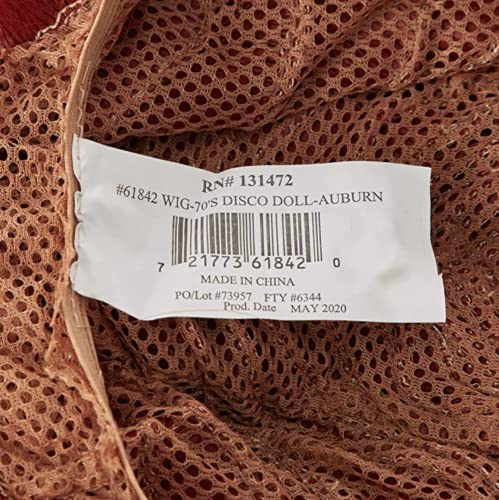 RN# 131472
#61842 WIG-70'S DISCO DOLL-AUBURN
7 21773 61842 0
MADE IN CHINA
PO/Lot #73957 FTY #6344
Prod. Date MAY 2020